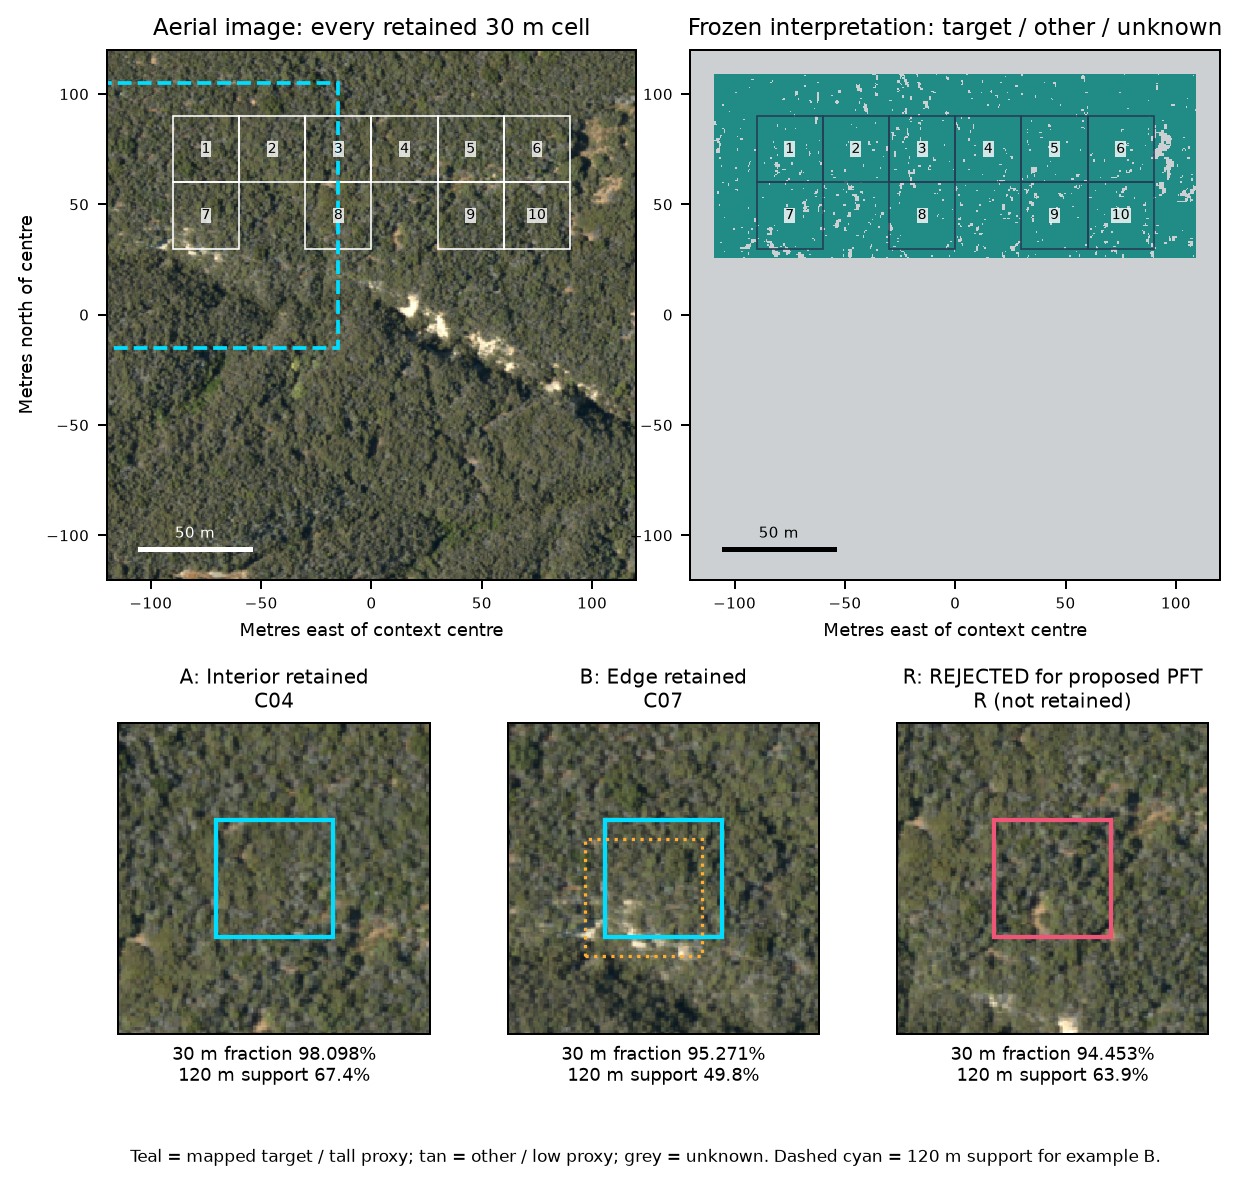 Aerial image: every retained 30 m cell
Frozen interpretation: target / other / unknown
Metres north of centre
100
50
0
−50
−100
1
2
3
4
5
6
7
8
9
10
50 m
−100
−50
0
50
100
Metres east of context centre
100
50
0
−50
−100
1
2
3
4
5
6
7
8
9
10
50 m
−100
−50
0
50
100
Metres east of context centre
A: Interior retained
C04
30 m fraction 98.098%
120 m support 67.4%
B: Edge retained
C07
30 m fraction 95.271%
120 m support 49.8%
R: REJECTED for proposed PFT
R (not retained)
30 m fraction 94.453%
120 m support 63.9%
Teal = mapped target / tall proxy; tan = other / low proxy; grey = unknown. Dashed cyan = 120 m support for example B.